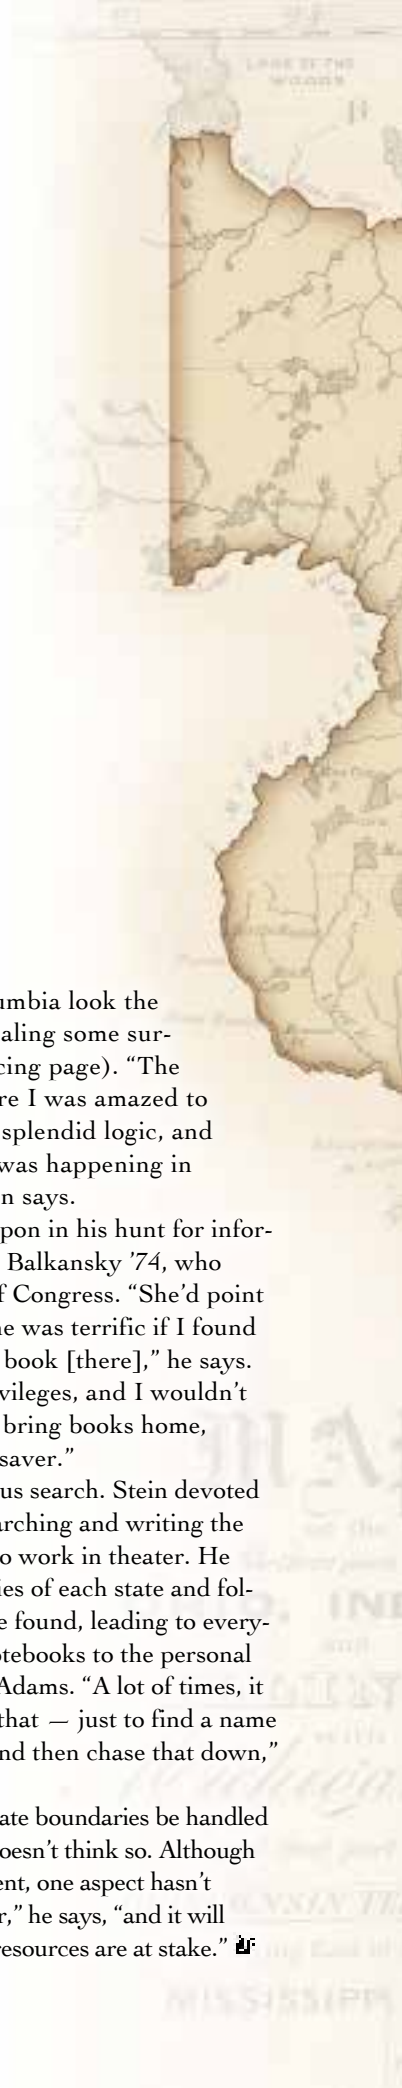 LAKE OF THE
WOODS
umbia look the
aling some sur-
cing page). “The
re I was amazed to
splendid logic, and
was happening in
n says.
pon in his hunt for infor-
Balkansky ’74, who
f Congress. “She’d point
e was terrific if I found
book [there],” he says.
vileges, and I wouldn’t
bring books home,
saver.”
us search. Stein devoted
arching and writing the
o work in theater. He
ies of each state and fol-
e found, leading to every-
otebooks to the personal
Adams. “A lot of times, it
that — just to find a name
nd then chase that down,”
ate boundaries be handled
oesn’t think so. Although
ent, one aspect hasn’t
r,” he says, “and it will
resources are at stake.”
MISSISSIPPI